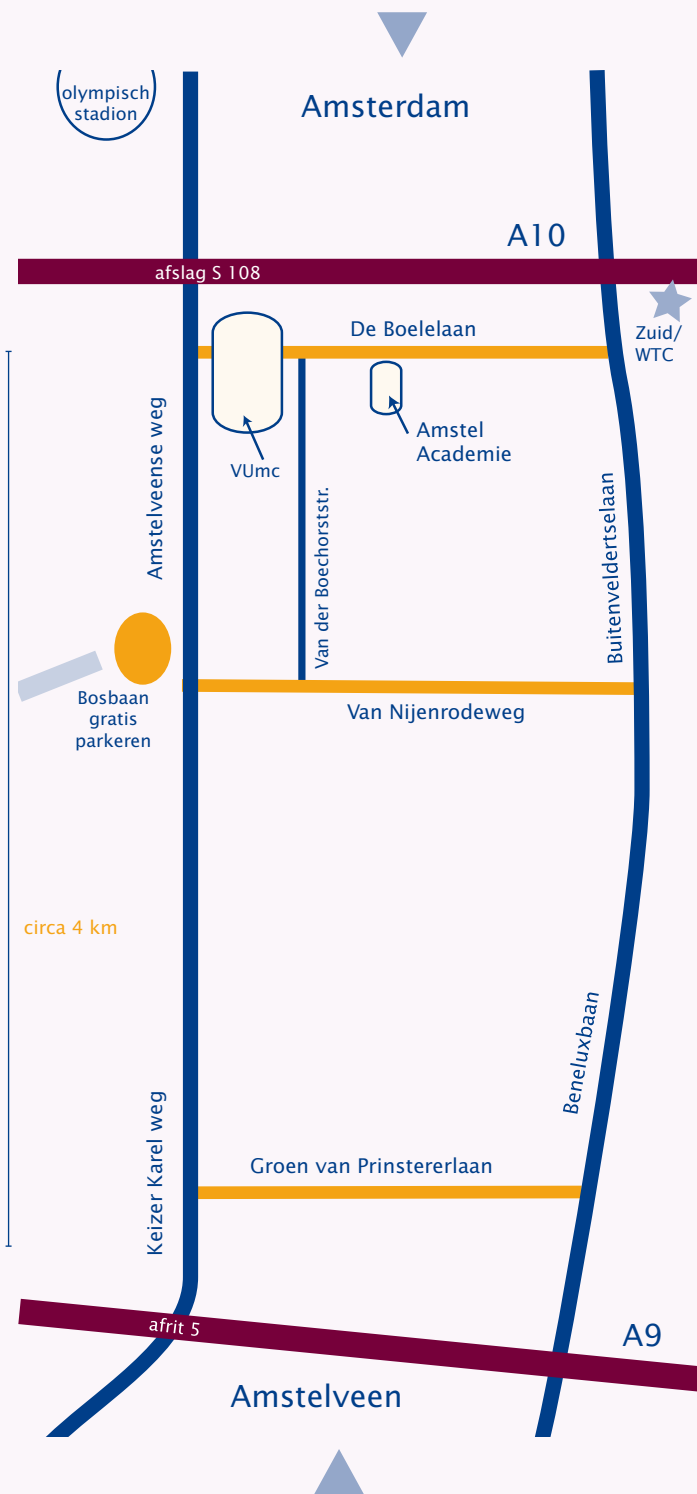 olympisch
stadion
Amsterdam
A10
afslag S 108
De Boelelaan
Zuid/
WTC
Amstel
Academie
VUmc
Amstelveense weg
Van der Boechorststr.
Buitenveldertselaan
Bosbaan
gratis
parkeren
Van Nijenrodeweg
circa 4 km
Beneluxbaan
Keizer Karel weg
Groen van Prinstererlaan
afrit 5
A9
Amstelveen